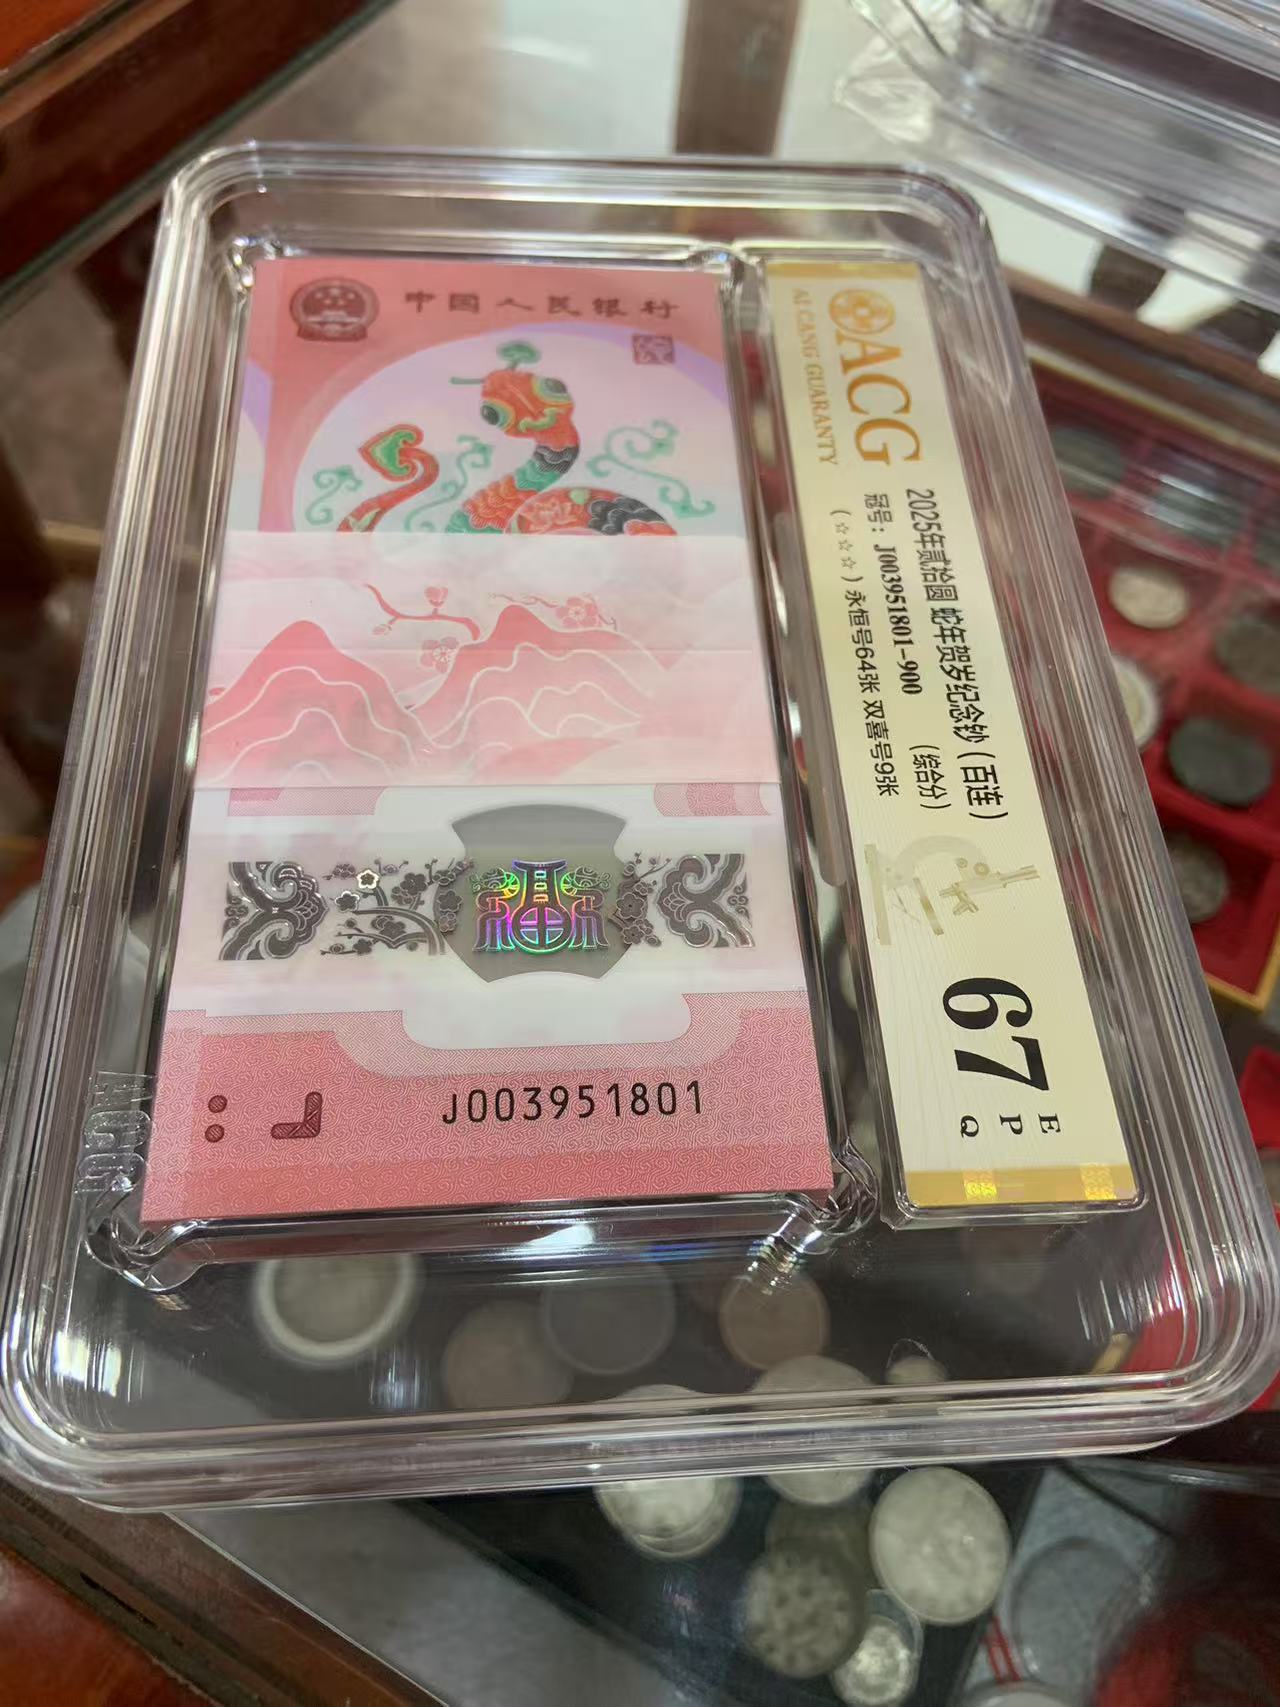 中国人民银行
J003951801
ACG
AI CANG GUARANTY
2025年贰拾圆 蛇年贺岁纪念钞（百连）
冠号：J003951801-900 （综合分）
（☆☆☆）永恒号64张 双喜号9张
67
E
P
Q
ACG